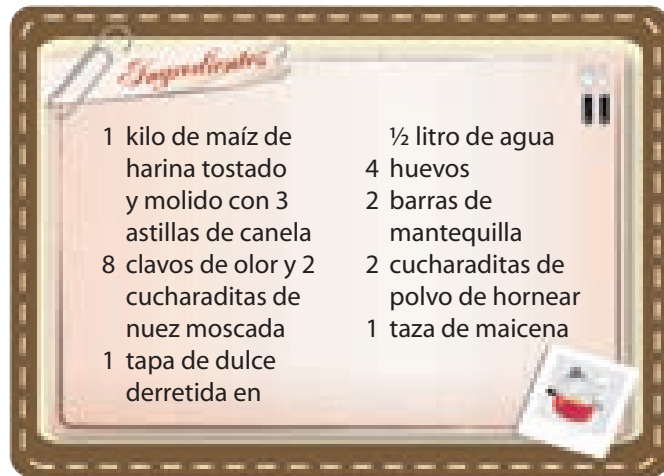 Ingredientes
1 kilo de maíz de
harina tostado
y molido con 3
astillas de canela
8 clavos de olor y 2
cucharaditas de
nuez moscada
1 tapa de dulce
derretida en
½ litro de agua
4 huevos
2 barras de
mantequilla
2 cucharaditas de
polvo de hornear
1 taza de maicena